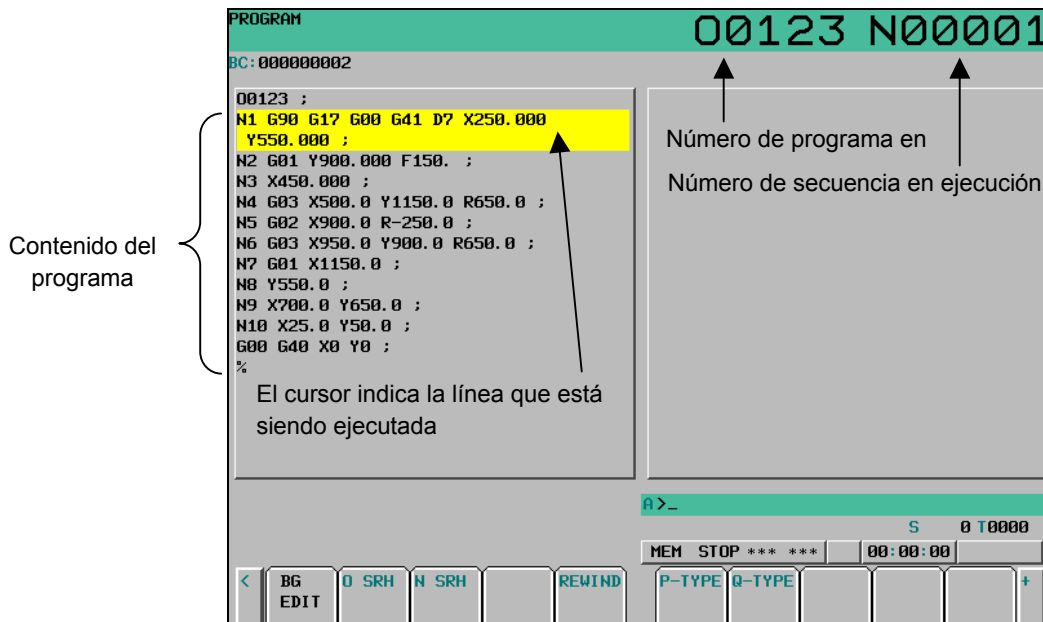 PROGRAM
O0123 N00001
BC:000000002
O0123 ;
N1 G90 G17 G00 G41 D7 X250.000
Y550.000 ;
N2 G01 Y900.000 F150. ;
N3 X450.000 ;
N4 G03 X500.0 Y1150.0 R650.0 ;
N5 G02 X900.0 R-250.0 ;
N6 G03 X950.0 Y900.0 R650.0 ;
N7 G01 X1150.0 ;
N8 Y550.0 ;
N9 X700.0 Y650.0 ;
N10 X25.0 Y50.0 ;
G00 G40 X0 Y0 ;
%
Contenido del
programa
El cursor indica la línea que está
siendo ejecutada
Número de programa en
Número de secuencia en ejecución
A>_
S 0 T0000
MEM STOP *** *** 00:00:00
< BG EDIT O SRH N SRH REWIND P-TYPE Q-TYPE +